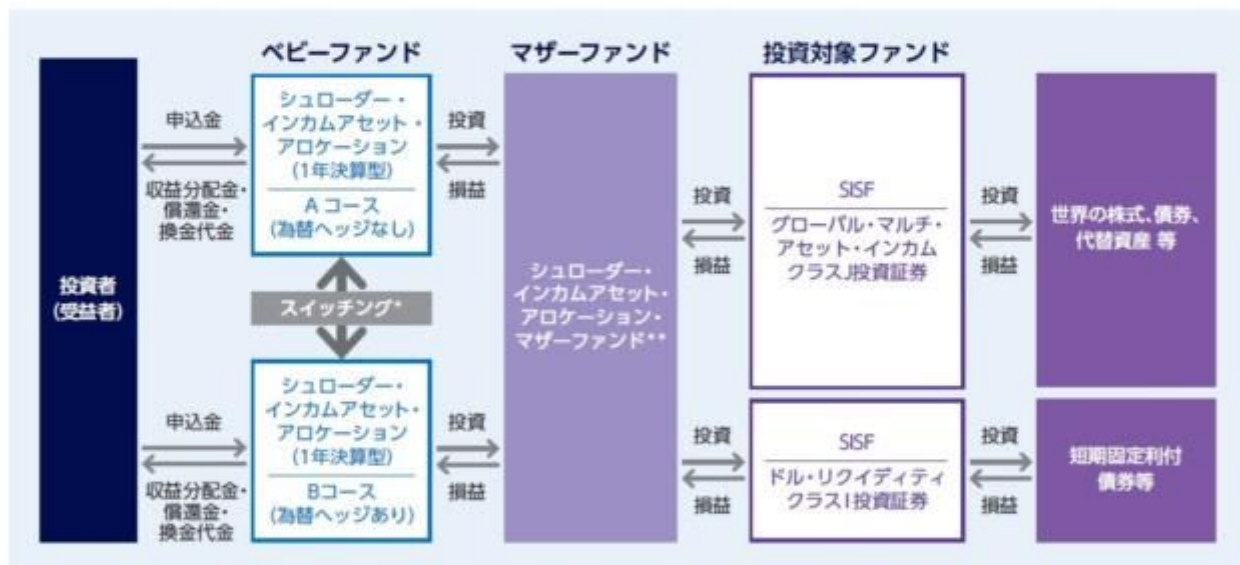 ベビーファンド
マザーファンド
投資対象ファンド
投資者
(受益者)
申込金
収益分配金・
償還金・
換金代金
シュローダー・
インカムアセット・
アロケーション
(1年決算型)
Aコース
(為替ヘッジなし)
投資
損益
スイッチング*
申込金
収益分配金・
償還金・
換金代金
シュローダー・
インカムアセット・
アロケーション
(1年決算型)
Bコース
(為替ヘッジあり)
投資
損益
シュローダー・
インカムアセット・
アロケーション・
マザーファンド**
投資
損益
SISF
グローバル・マルチ・
アセット・インカム
クラスJ投資証券
投資
損益
世界の株式、債券、
代替資産 等
投資
損益
SISF
ドル・リクイディティ
クラスI投資証券
投資
損益
短期固定利付
債券等